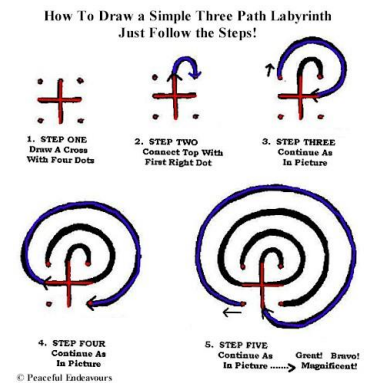 How To Draw a Simple Three Path Labyrinth
Just Follow the Steps!
1. STEP ONE
Draw A Cross
With Four Dots
2. STEP TWO
Connect Top With
First Right Dot
3. STEP THREE
Continue As
In Picture
4. STEP FOUR
Continue As
In Picture
5. STEP FIVE
Continue As
In Picture ......>
Great! Bravo!
Magnificent!
© Peaceful Endeavours